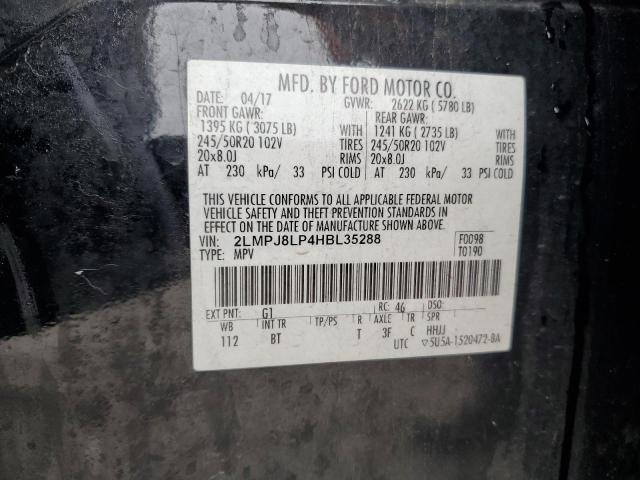 MFD. BY FORD MOTOR CO.
DATE: 04/17 GVWR: 2622 KG ( 5780 LB)
FRONT GAWR: REAR GAWR:
1395 KG ( 3075 LB) WITH 1241 KG ( 2735 LB) WITH
245/50R20 102V TIRES 245/50R20 102V TIRES
20x8.0J RIMS 20x8.0J RIMS
AT 230 kPa/ 33 PSI COLD AT 230 kPa/ 33 PSI COLD
THIS VEHICLE CONFORMS TO ALL APPLICABLE FEDERAL MOTOR
VEHICLE SAFETY AND THEFT PREVENTION STANDARDS IN
EFFECT ON THE DATE OF MANUFACTURE SHOWN ABOVE.
VIN: 2LMPJ8LP4HBL35288 F0098
TYPE: MPV T0190
EXT PNT: G1 RC: 46 DSO:
WB INT TR TP/PS R AXLE TR SPR
112 BT T 3F C HHJJ
UTC ▽5U5A-1520472-BA